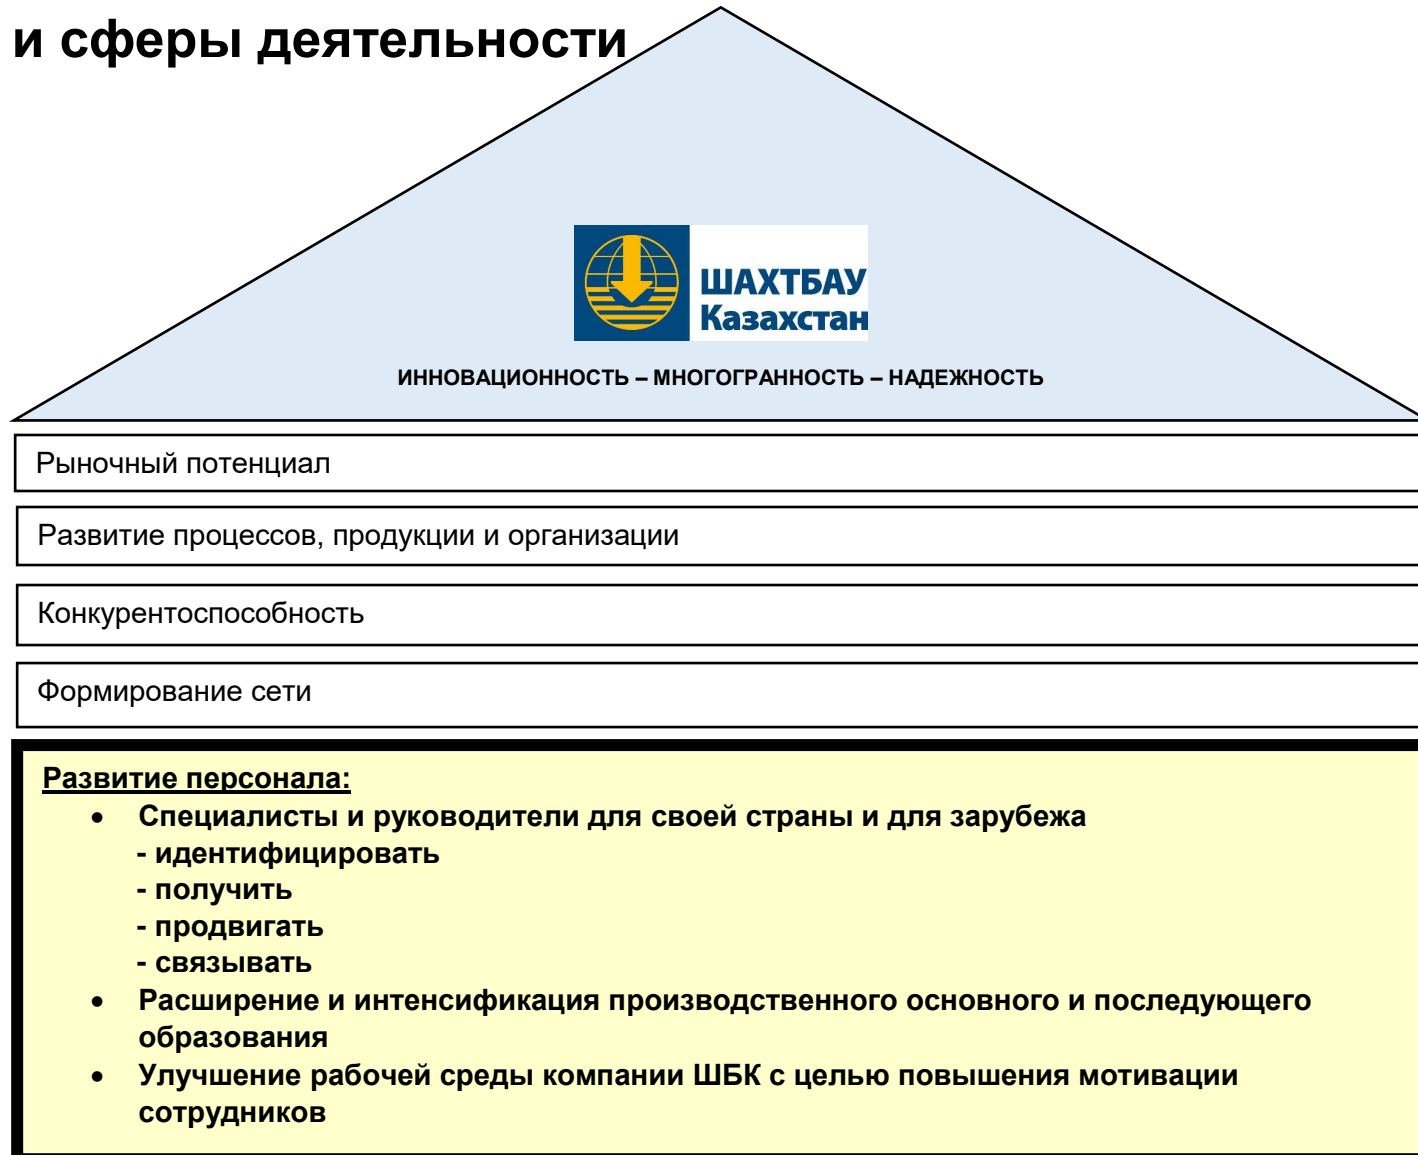 и сферы деятельности
ШАХТБАУ
Казахстан
ИННОВАЦИОННОСТЬ – МНОГОГРАННОСТЬ – НАДЕЖНОСТЬ
Рыночный потенциал
Развитие процессов, продукции и организации
Конкурентоспособность
Формирование сети
Развитие персонала:
• Специалисты и руководители для своей страны и для зарубежа
- идентифицировать
- получить
- продвигать
- связывать
• Расширение и интенсификация производственного основного и последующего
образования
• Улучшение рабочей среды компании ШБК с целью повышения мотивации
сотрудников